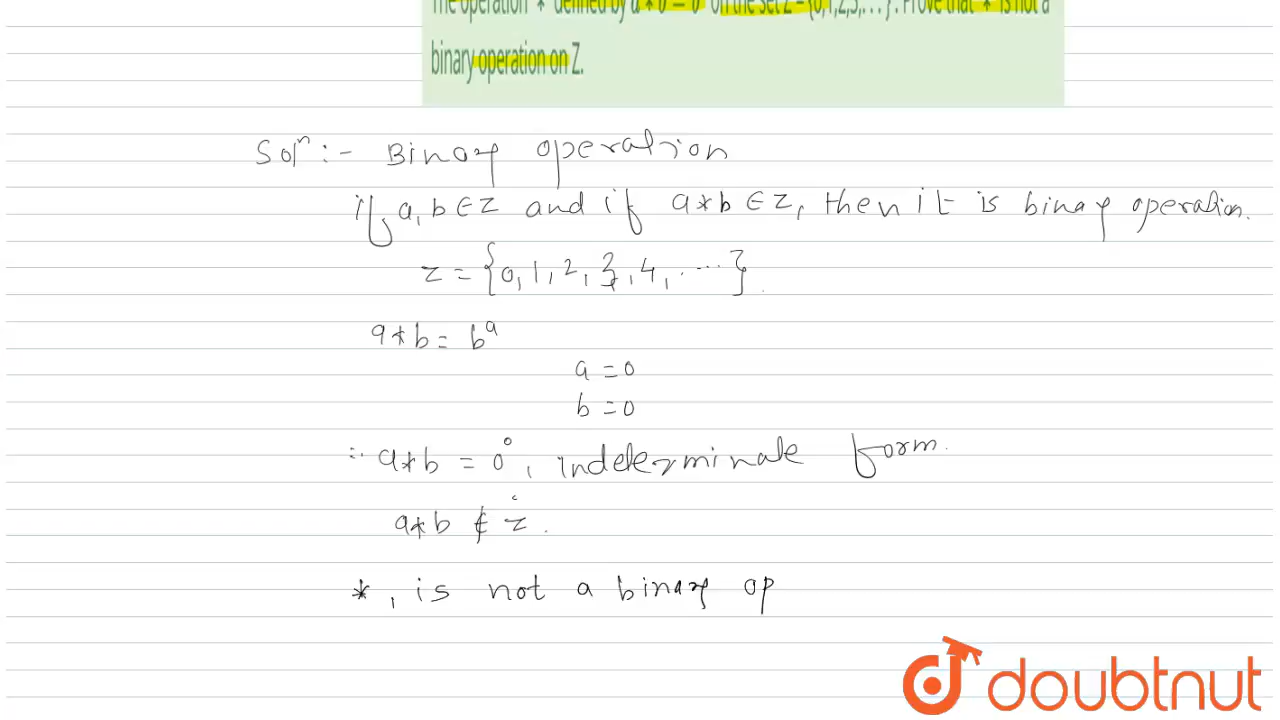 The operation * defined by a * b = b on the set Z = {0,1,2,3,...}. Prove that * is not a
binary operation on Z.
Solⁿ :- Binary operation
if a, b ∈ Z and if a*b ∈ Z, then it is binary operation.
Z = {0, 1, 2, 3, 4, ....}
a*b = bᵃ
a = 0
b = 0
∴ a*b = 0⁰, indeterminate form.
a*b ∉ Z.
*, is not a binary op
doubtnut